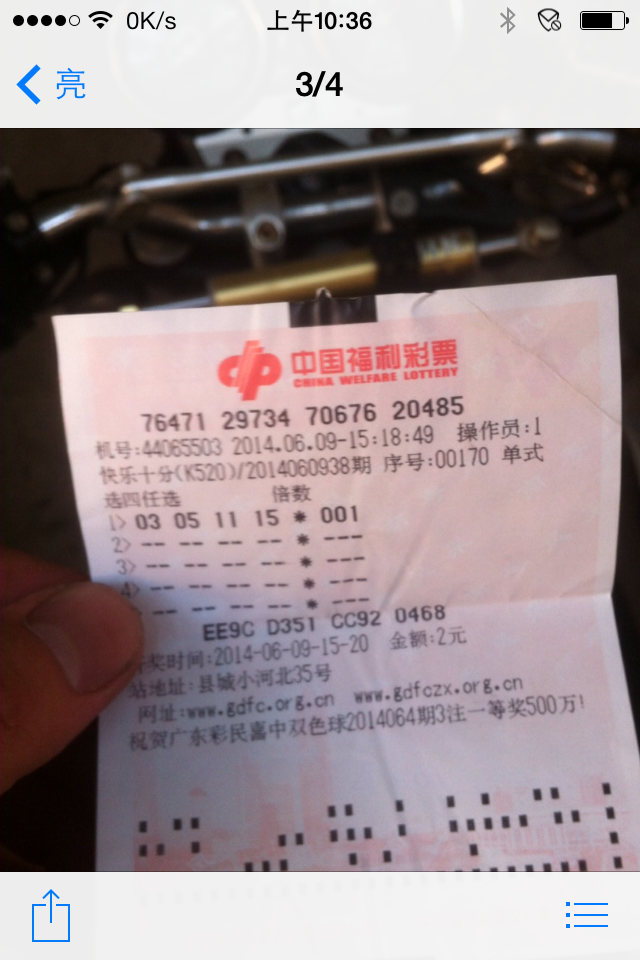 0K/s 上午10:36
亮 3/4
中国福利彩票
CHINA WELFARE LOTTERY
76471 29734 70676 20485
机号:44065503 2014.06.09-15:18:49 操作员:1
快乐十分(K520)/2014060938期 序号:00170 单式
选四任选 倍数
1> 03 05 11 15 * 001
2> -- -- -- -- * ---
3> -- -- -- -- * ---
4> -- -- -- -- * ---
-- -- -- -- * ---
EE9C D351 CC92 0468
奖时间:2014-06-09-15-20 金额:2元
站地址:县城小河北35号
网址:www.gdfc.org.cn www.gdfczx.org.cn
祝贺广东彩民喜中双色球2014064期3注一等奖500万!